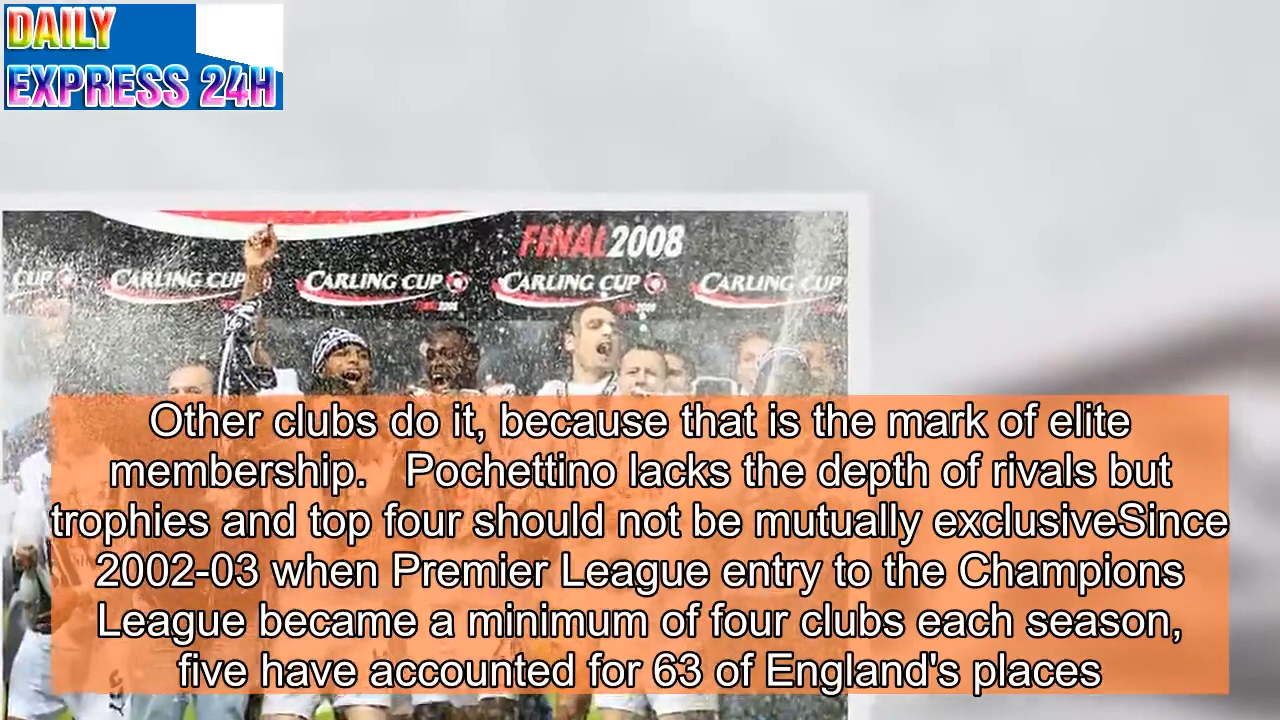 DAILY
EXPRESS 24H
FINAL2008
CUP CARLING CUP CARLING CUP CARLING CUP CARLING CUP
Other clubs do it, because that is the mark of elite
membership. Pochettino lacks the depth of rivals but
trophies and top four should not be mutually exclusiveSince
2002-03 when Premier League entry to the Champions
League became a minimum of four clubs each season,
five have accounted for 63 of England's places